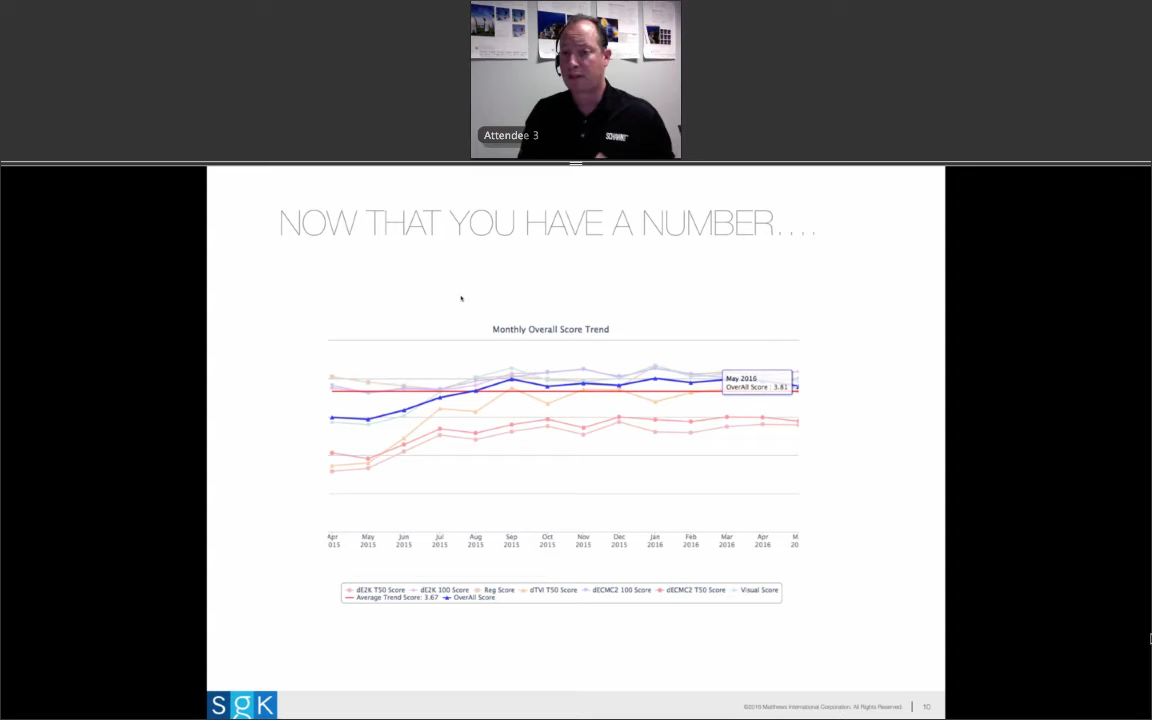 Attendee 3
SCHAWK!
NOW THAT YOU HAVE A NUMBER....
Monthly Overall Score Trend
May 2016
Overall Score : 3.81
Apr May Jun Jul Aug Sep Oct Nov Dec Jan Feb Mar Apr M
015 2015 2015 2015 2015 2015 2015 2015 2015 2016 2016 2016 2016 20
dE2K T50 Score dE2K 100 Score Reg Score dTVI T50 Score dECMC2 100 Score dECMC2 T50 Score Visual Score
Average Trend Score: 3.67 OverAll Score
SgK
©2016 Matthews International Corporation. All Rights Reserved. | 10